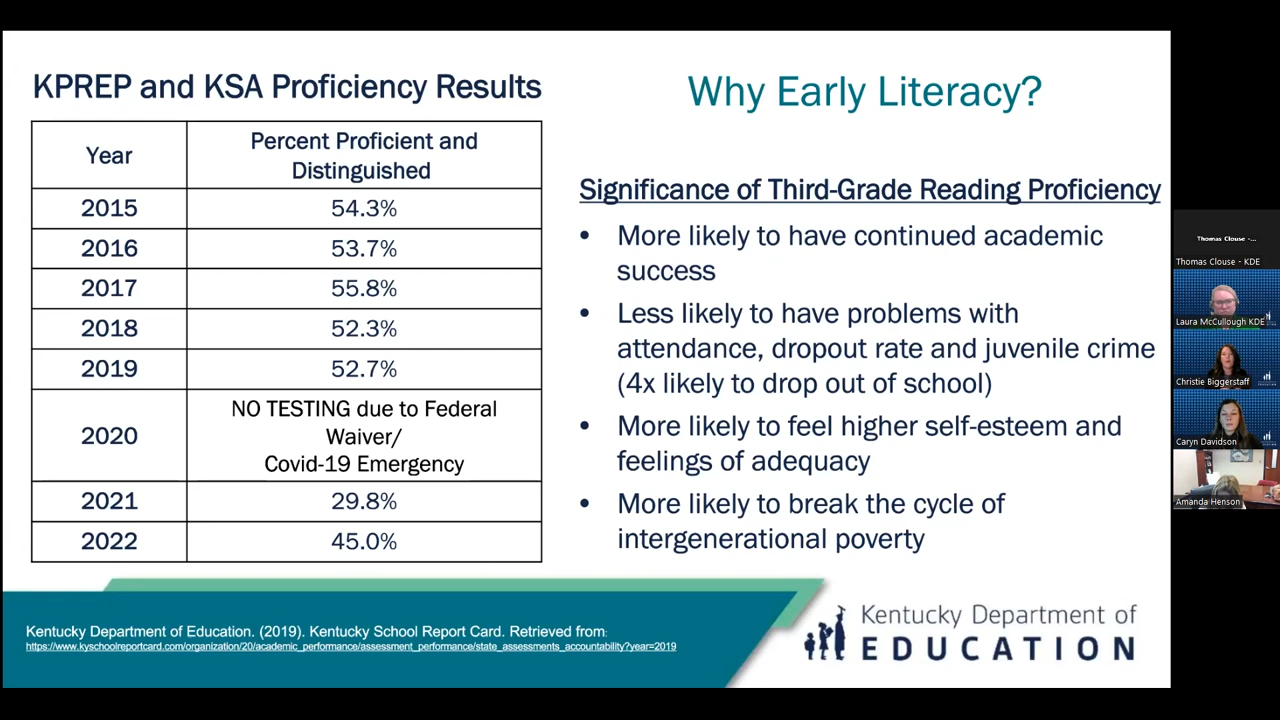 KPREP and KSA Proficiency Results
Year
Percent Proficient and
Distinguished
2015
54.3%
2016
53.7%
2017
55.8%
2018
52.3%
2019
52.7%
2020
NO TESTING due to Federal
Waiver/
Covid-19 Emergency
2021
29.8%
2022
45.0%
Why Early Literacy?
Significance of Third-Grade Reading Proficiency
• More likely to have continued academic
success
• Less likely to have problems with
attendance, dropout rate and juvenile crime
(4x likely to drop out of school)
• More likely to feel higher self-esteem and
feelings of adequacy
• More likely to break the cycle of
intergenerational poverty
Kentucky Department of Education. (2019). Kentucky School Report Card. Retrieved from:
https://www.kyschoolreportcard.com/organization/20/academic_performance/assessment_performance/state_assessments_accountability?year=2019
Kentucky Department of
EDUCATION
Thomas Clouse -...
Thomas Clouse - KDE
Laura McCullough KDE
Christie Biggerstaff
Caryn Davidson
Amanda Henson